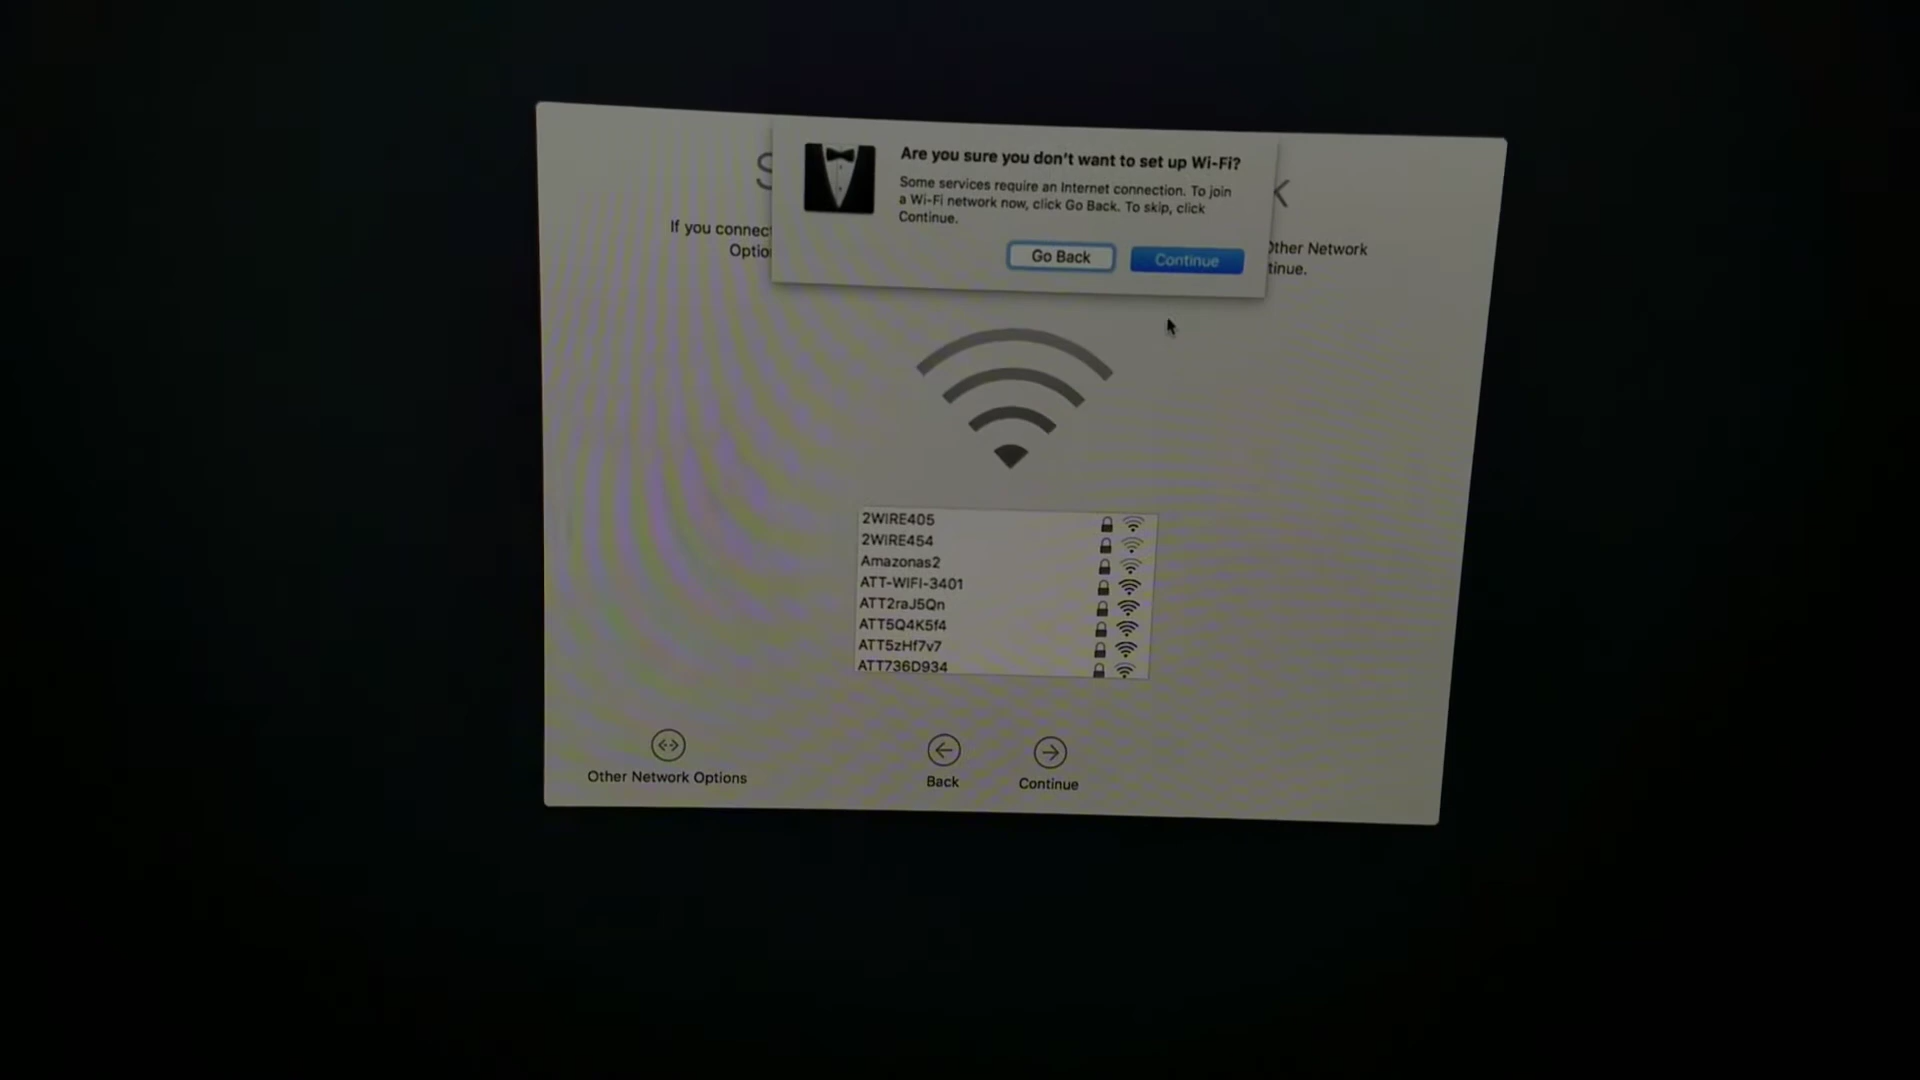 Are you sure you don't want to set up Wi-Fi?
Some services require an Internet connection. To join
a Wi-Fi network now, click Go Back. To skip, click
Continue.
Go Back
Continue
S
K
If you connec
Optio
Other Network
tinue.
2WIRE405
2WIRE454
Amazonas2
ATT-WIFI-3401
ATT2raJ5Qn
ATT5Q4K5f4
ATT5zHf7v7
ATT736D934
Other Network Options
Back
Continue